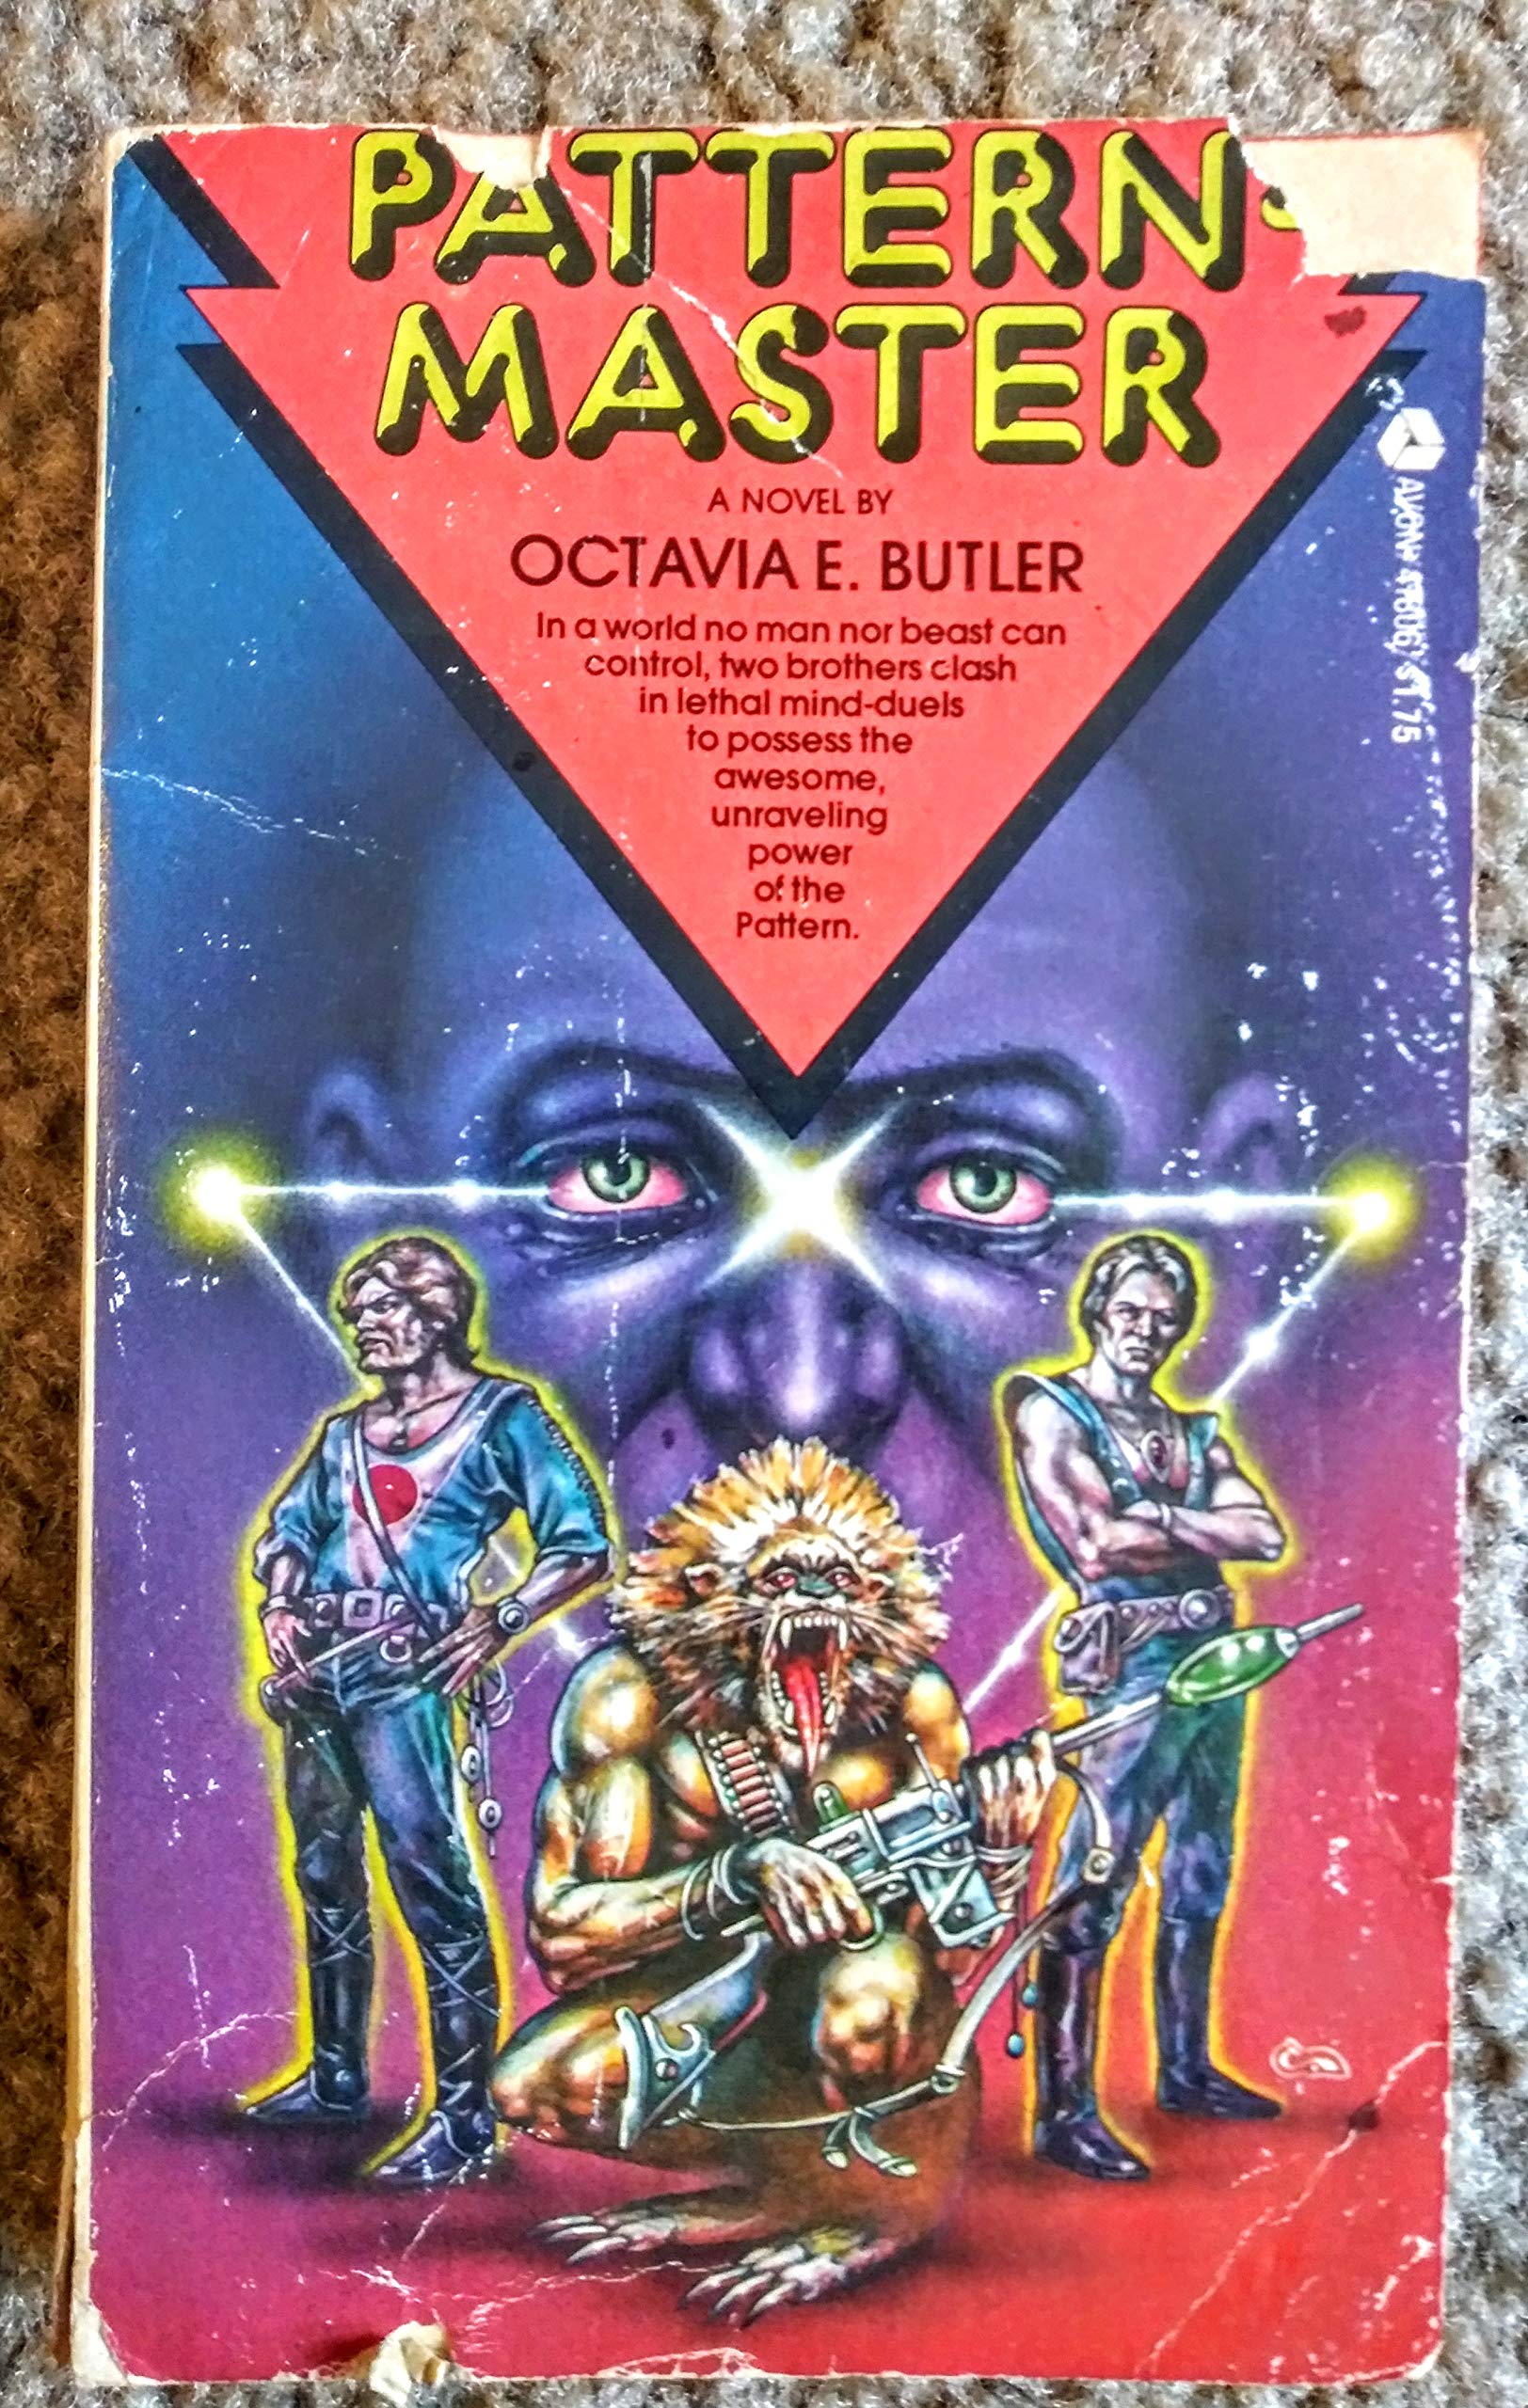 PATTERN-
MASTER
A NOVEL BY
OCTAVIA E. BUTLER
In a world no man nor beast can
control, two brothers clash
in lethal mind-duels
to possess the
awesome,
unraveling
power
of the
Pattern.
AVON $1.75